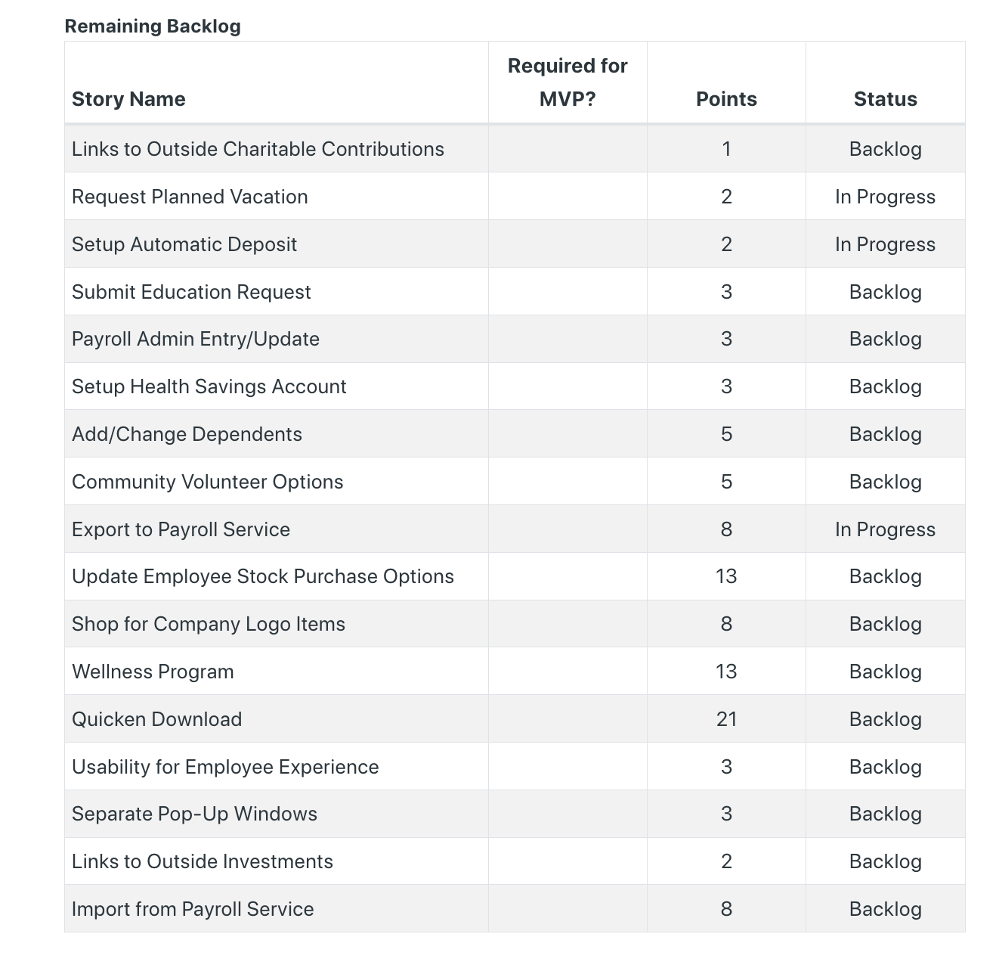 Remaining Backlog
Story Name Required for MVP? Points Status
Links to Outside Charitable Contributions 1 Backlog
Request Planned Vacation 2 In Progress
Setup Automatic Deposit 2 In Progress
Submit Education Request 3 Backlog
Payroll Admin Entry/Update 3 Backlog
Setup Health Savings Account 3 Backlog
Add/Change Dependents 5 Backlog
Community Volunteer Options 5 Backlog
Export to Payroll Service 8 In Progress
Update Employee Stock Purchase Options 13 Backlog
Shop for Company Logo Items 8 Backlog
Wellness Program 13 Backlog
Quicken Download 21 Backlog
Usability for Employee Experience 3 Backlog
Separate Pop-Up Windows 3 Backlog
Links to Outside Investments 2 Backlog
Import from Payroll Service 8 Backlog